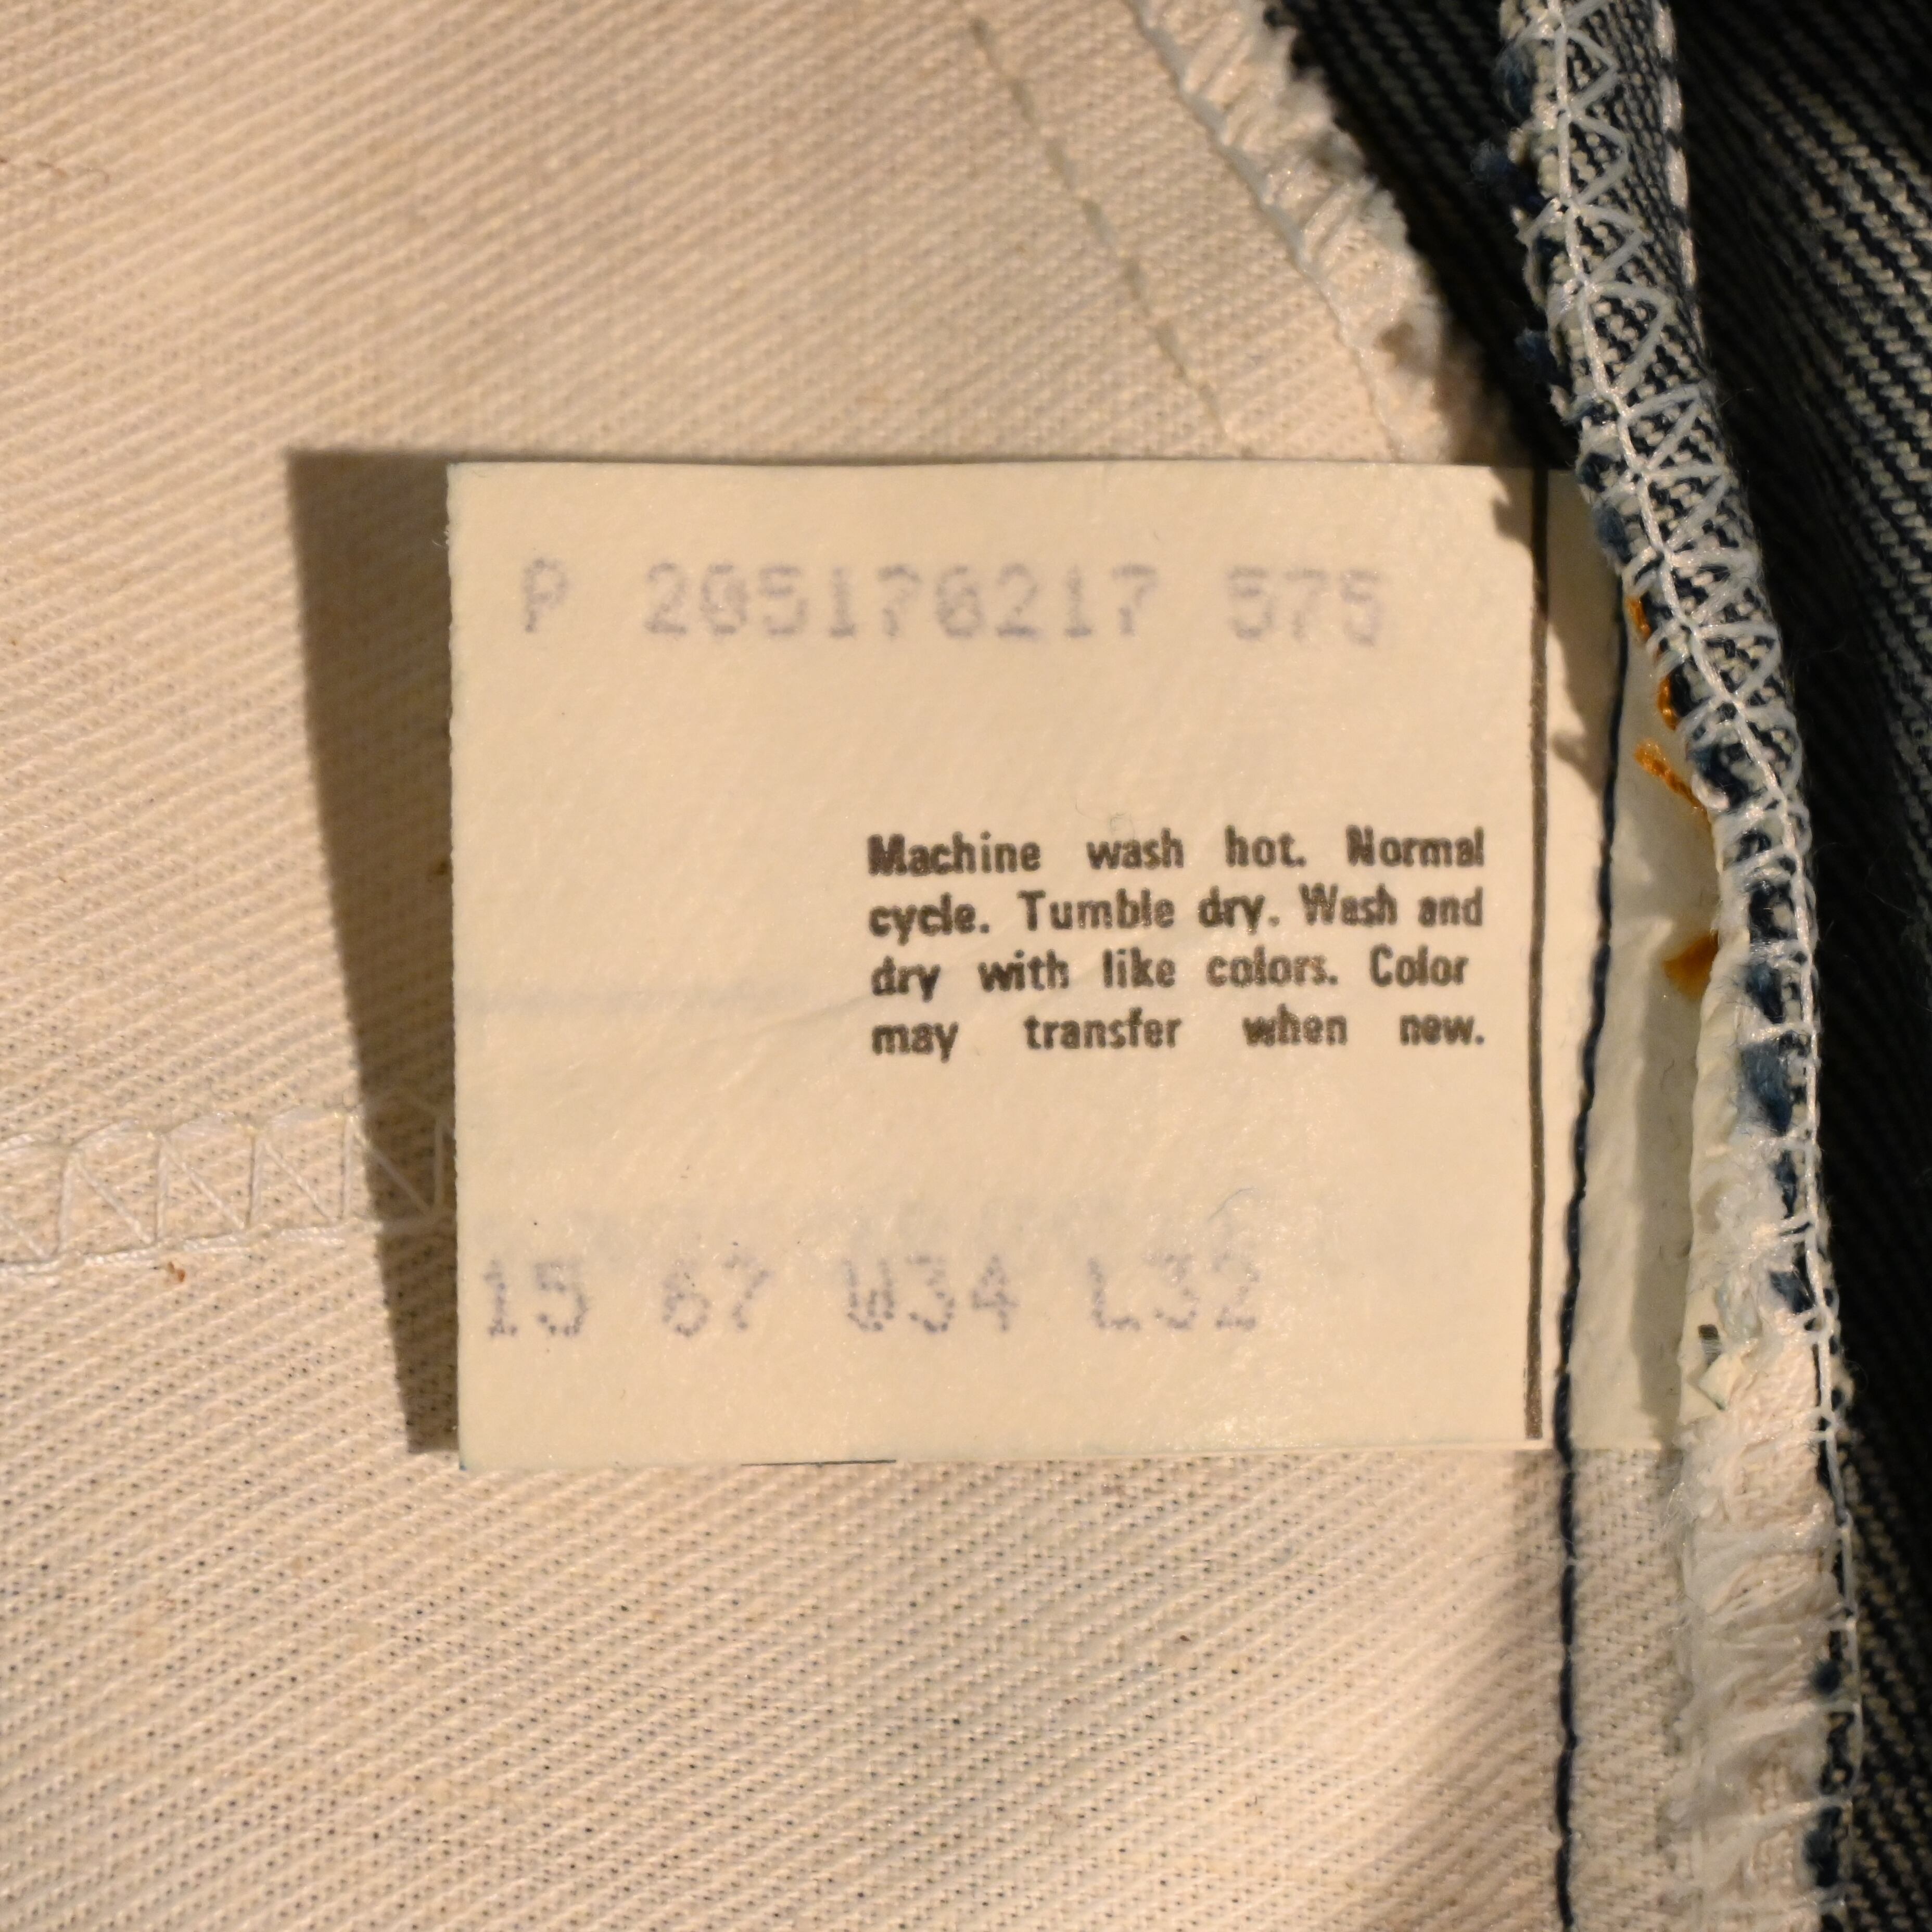 P 205170217 575
Machine wash hot. Normal
cycle. Tumble dry. Wash and
dry with like colors. Color
may transfer when new.
15 67 W34 L32